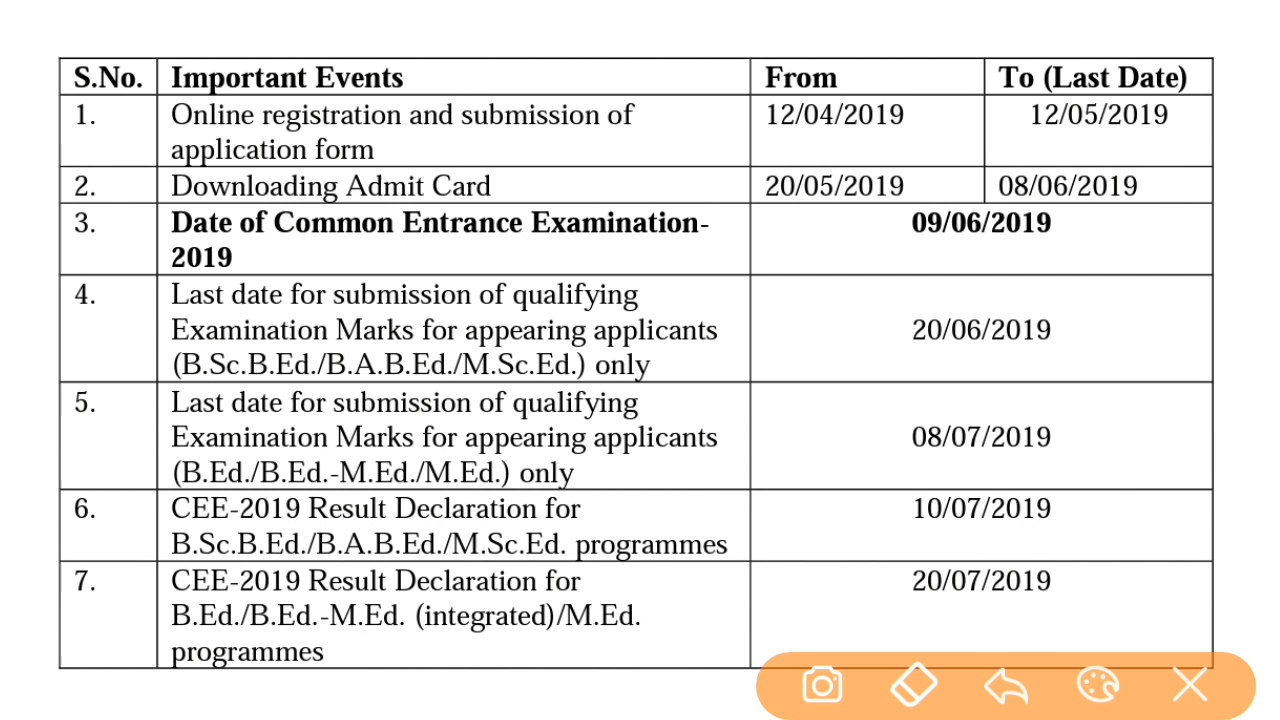 S.No. Important Events From To (Last Date)
1. Online registration and submission of 12/04/2019 12/05/2019
application form
2. Downloading Admit Card 20/05/2019 08/06/2019
3. Date of Common Entrance Examination- 09/06/2019
2019
4. Last date for submission of qualifying
Examination Marks for appearing applicants 20/06/2019
(B.Sc.B.Ed./B.A.B.Ed./M.Sc.Ed.) only
5. Last date for submission of qualifying
Examination Marks for appearing applicants 08/07/2019
(B.Ed./B.Ed.-M.Ed./M.Ed.) only
6. CEE-2019 Result Declaration for 10/07/2019
B.Sc.B.Ed./B.A.B.Ed./M.Sc.Ed. programmes
7. CEE-2019 Result Declaration for 20/07/2019
B.Ed./B.Ed.-M.Ed. (integrated)/M.Ed.
programmes